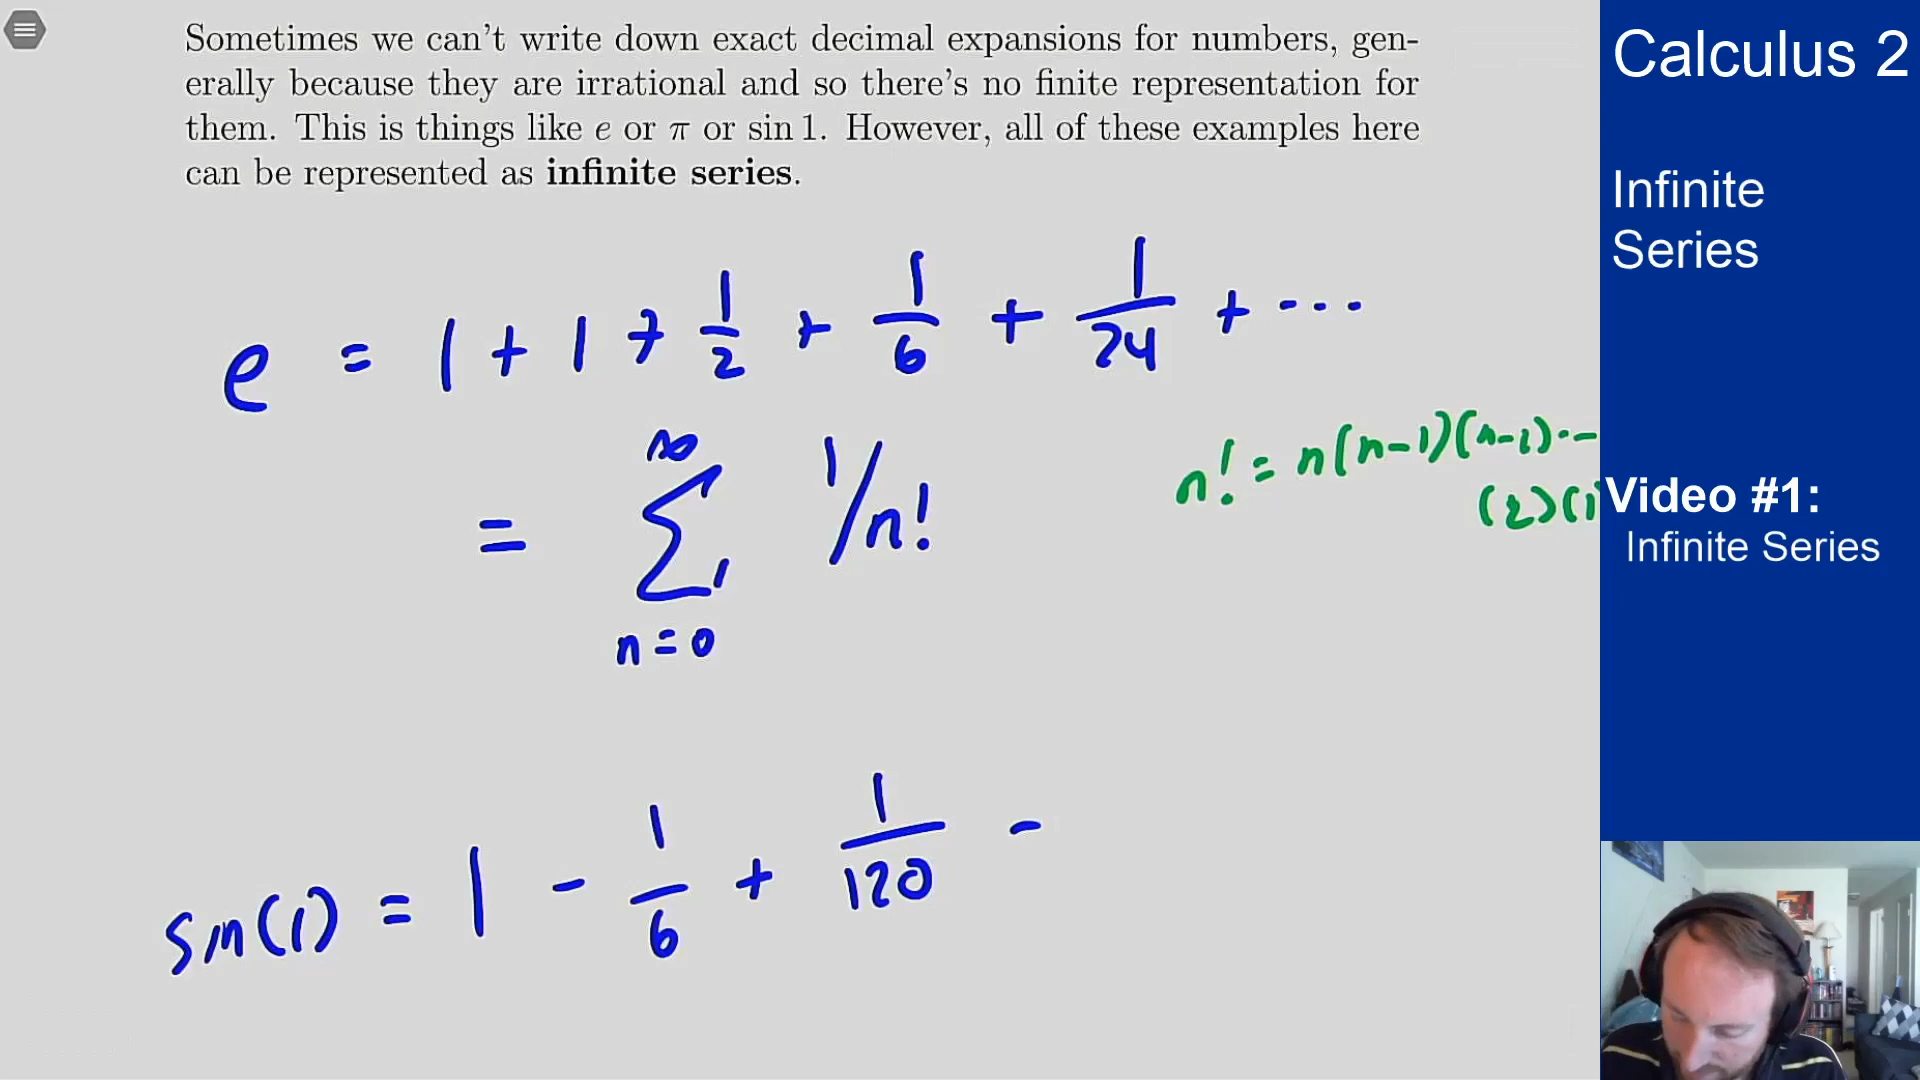 Sometimes we can't write down exact decimal expansions for numbers, gen-
erally because they are irrational and so there's no finite representation for
them. This is things like e or π or sin 1. However, all of these examples here
can be represented as infinite series.
e = 1 + 1 + 1/2 + 1/6 + 1/24 + ...
= ∑_{n=0}^{∞} 1/n!
n! = n(n-1)(n-2)...
(2)(1
sin(1) = 1 - 1/6 + 1/120 -
Calculus 2
Infinite
Series
Video #1:
Infinite Series